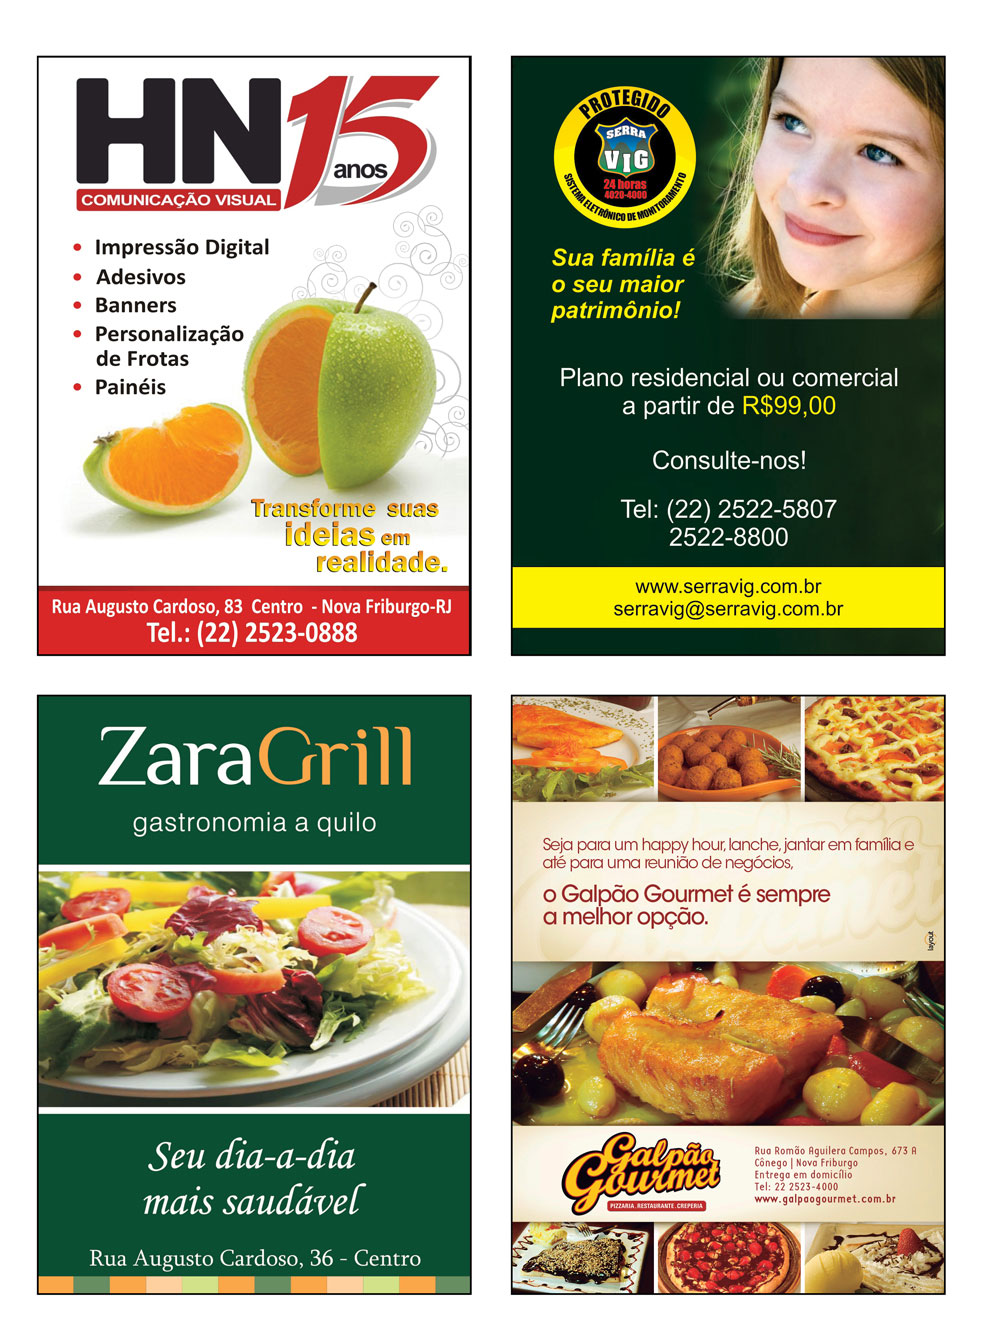 HN 15
anos
COMUNICAÇÃO VISUAL
• Impressão Digital
• Adesivos
• Banners
• Personalização
de Frotas
• Painéis
Transforme suas
ideias em
realidade.
Rua Augusto Cardoso, 83 Centro - Nova Friburgo-RJ
Tel.: (22) 2523-0888
PROTEGIDO
SERRA
VIG
24 horas
4020-4000
SISTEMA ELETRÔNICO DE MONITORAMENTO
Sua família é
o seu maior
patrimônio!
Plano residencial ou comercial
a partir de R$99,00
Consulte-nos!
Tel: (22) 2522-5807
2522-8800
www.serravig.com.br
serravig@serravig.com.br
ZaraGrill
gastronomia a quilo
Seu dia-a-dia
mais saudável
Rua Augusto Cardoso, 36 - Centro
Seja para um happy hour, lanche, jantar em família e
até para uma reunião de negócios,
o Galpão Gourmet é sempre
a melhor opção.
layout
Galpão
Gourmet
PIZZARIA . RESTAURANTE . CREPERIA
Rua Romão Aguilera Campos, 673 A
Cônego | Nova Friburgo
Entrega em domicílio
Tel: 22 2523-4000
www.galpaogourmet.com.br